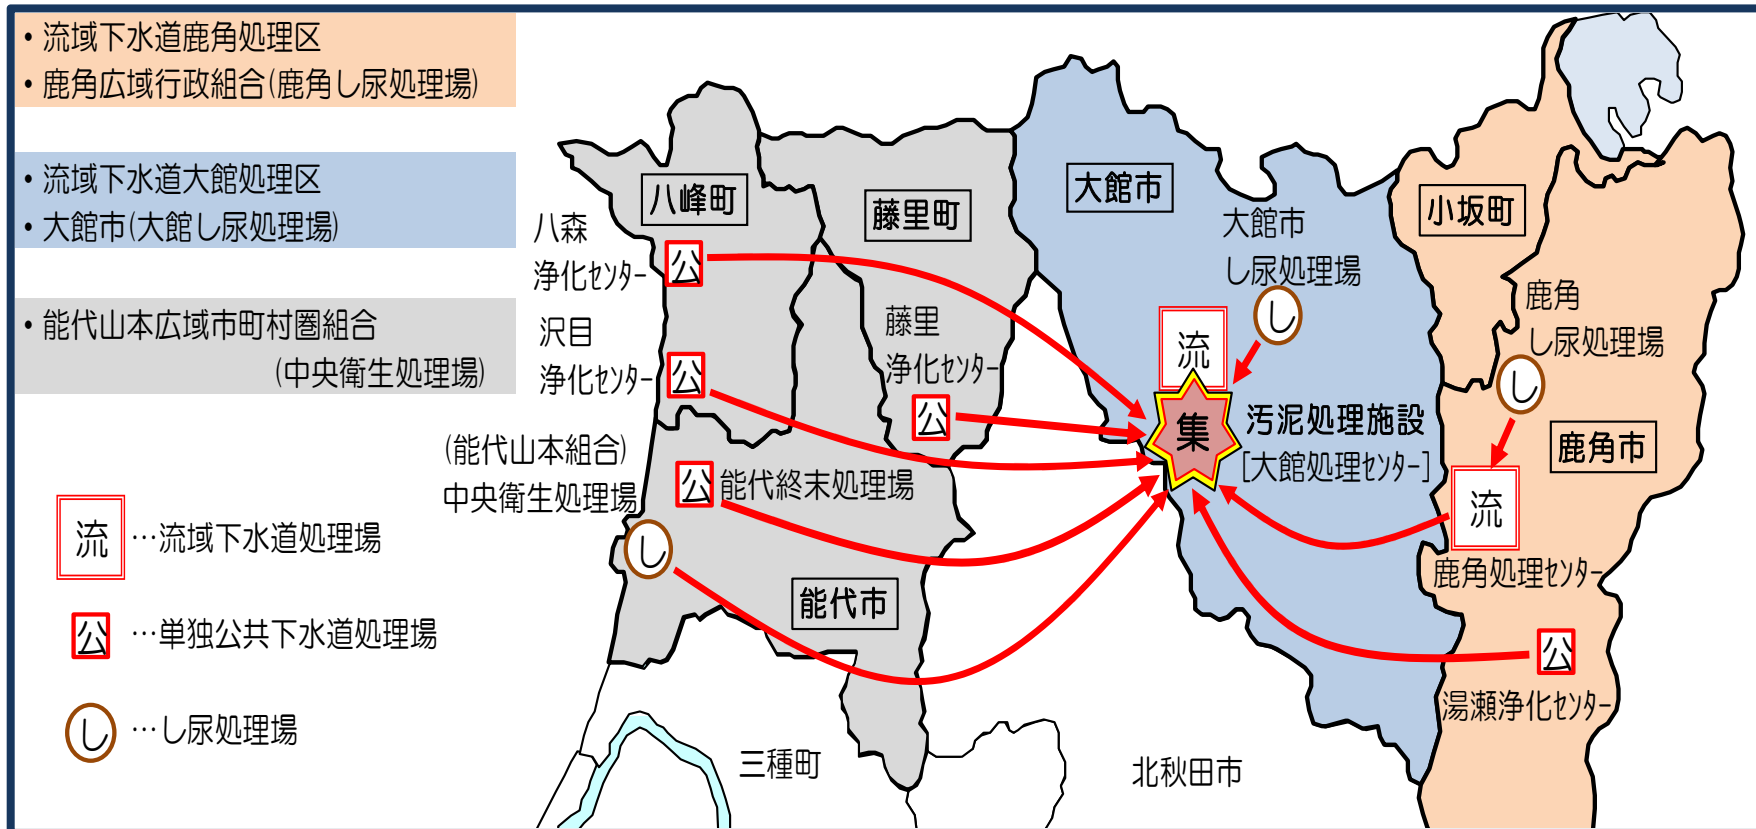 ・流域下水道鹿角処理区
・鹿角広域行政組合(鹿角し尿処理場)
・流域下水道大館処理区
・大館市(大館し尿処理場)
・能代山本広域市町村圏組合
(中央衛生処理場)
流 …流域下水道処理場
公 …単独公共下水道処理場
し …し尿処理場
八峰町
八森
浄化センター
公
沢目
浄化センター
公
(能代山本組合)
中央衛生処理場
し
公 能代終末処理場
能代市
藤里町
藤里
浄化センター
公
大館市
大館市
し尿処理場
し
流
集
汚泥処理施設
[大館処理センター]
小坂町
鹿角
し尿処理場
し
鹿角市
流
鹿角処理センター
公
湯瀬浄化センター
三種町
北秋田市